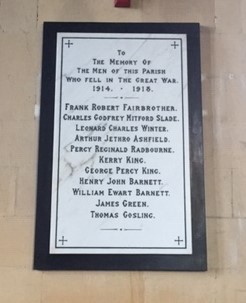 To
The Memory Of
The Men of this Parish
Who fell in The Great War.
1914. · 1918.
Frank Robert Fairbrother.
Charles Godfrey Mitford Slade.
Leonard Charles Winter.
Arthur Jethro Ashfield.
Percy Reginald Radbourne.
Kerry King.
George Percy King.
Henry John Barnett.
William Ewart Barnett.
James Green.
Thomas Gosling.